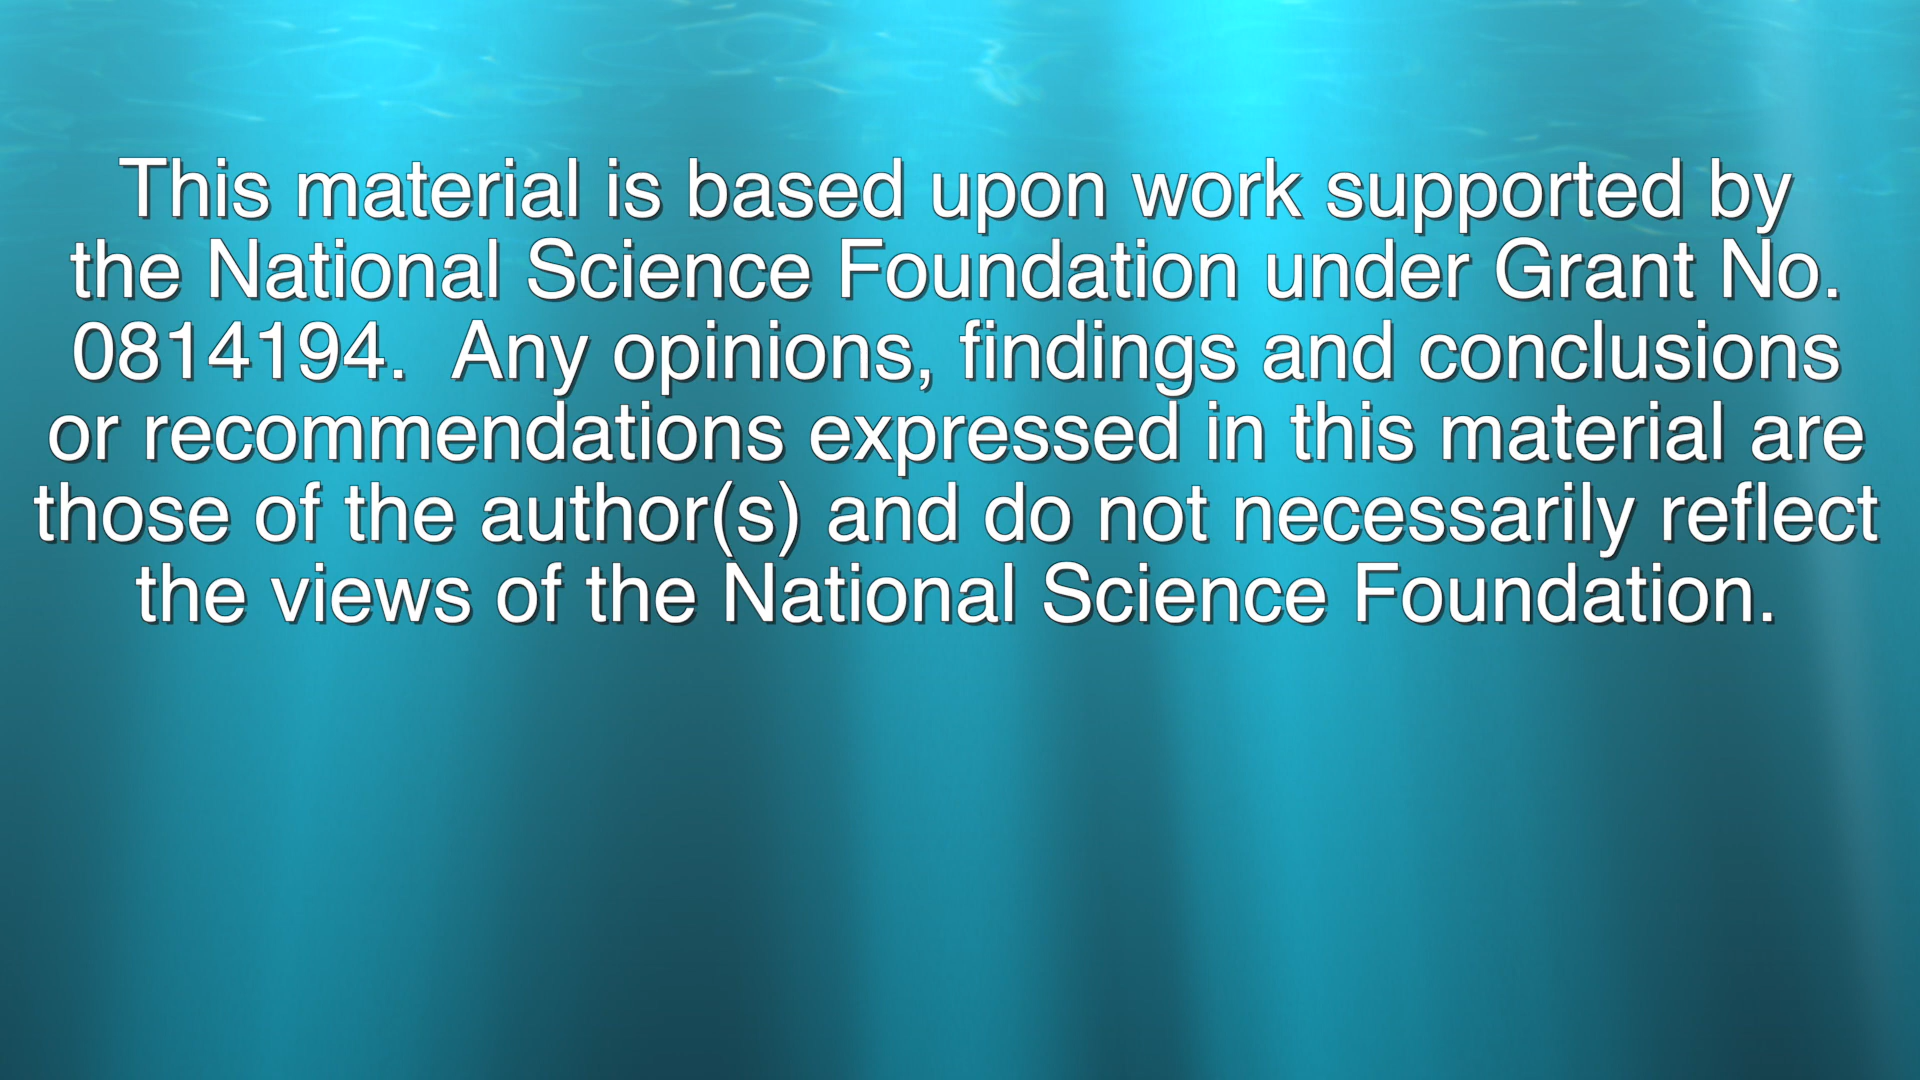 This material is based upon work supported by
the National Science Foundation under Grant No.
0814194.  Any opinions, findings and conclusions
or recommendations expressed in this material are
those of the author(s) and do not necessarily reflect
the views of the National Science Foundation.